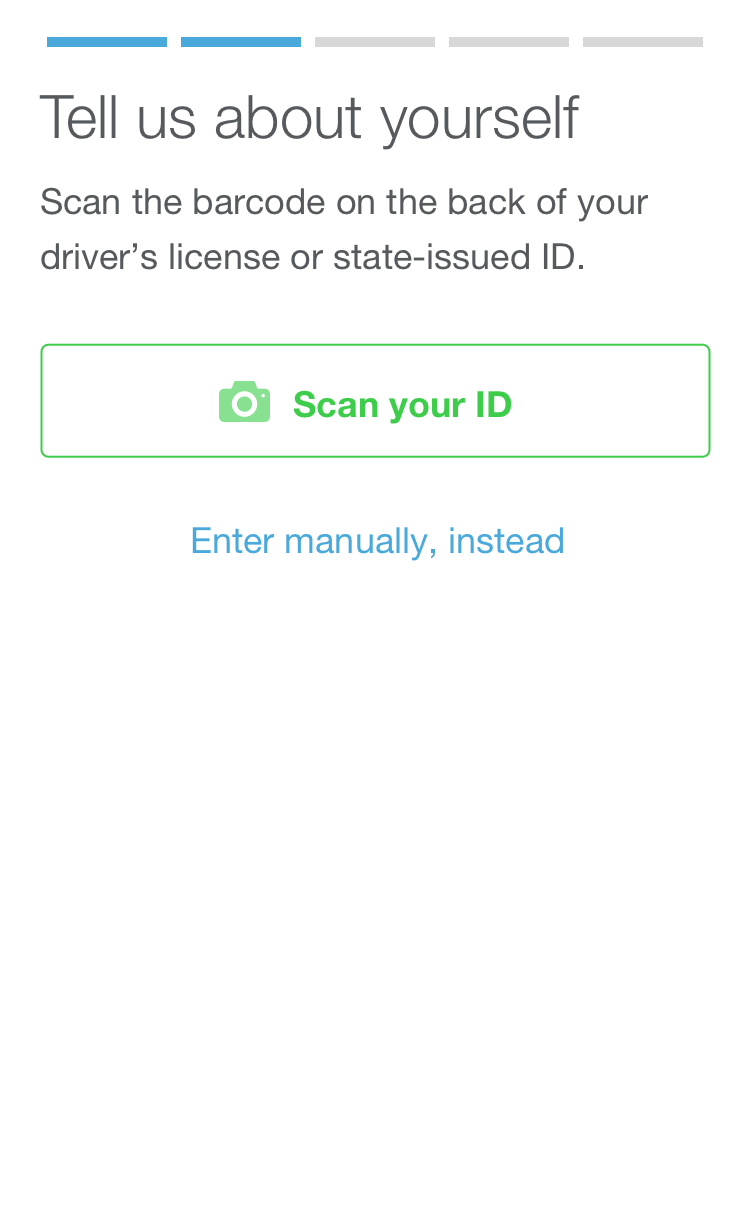 Tell us about yourself
Scan the barcode on the back of your
driver’s license or state-issued ID.
Scan your ID
Enter manually, instead